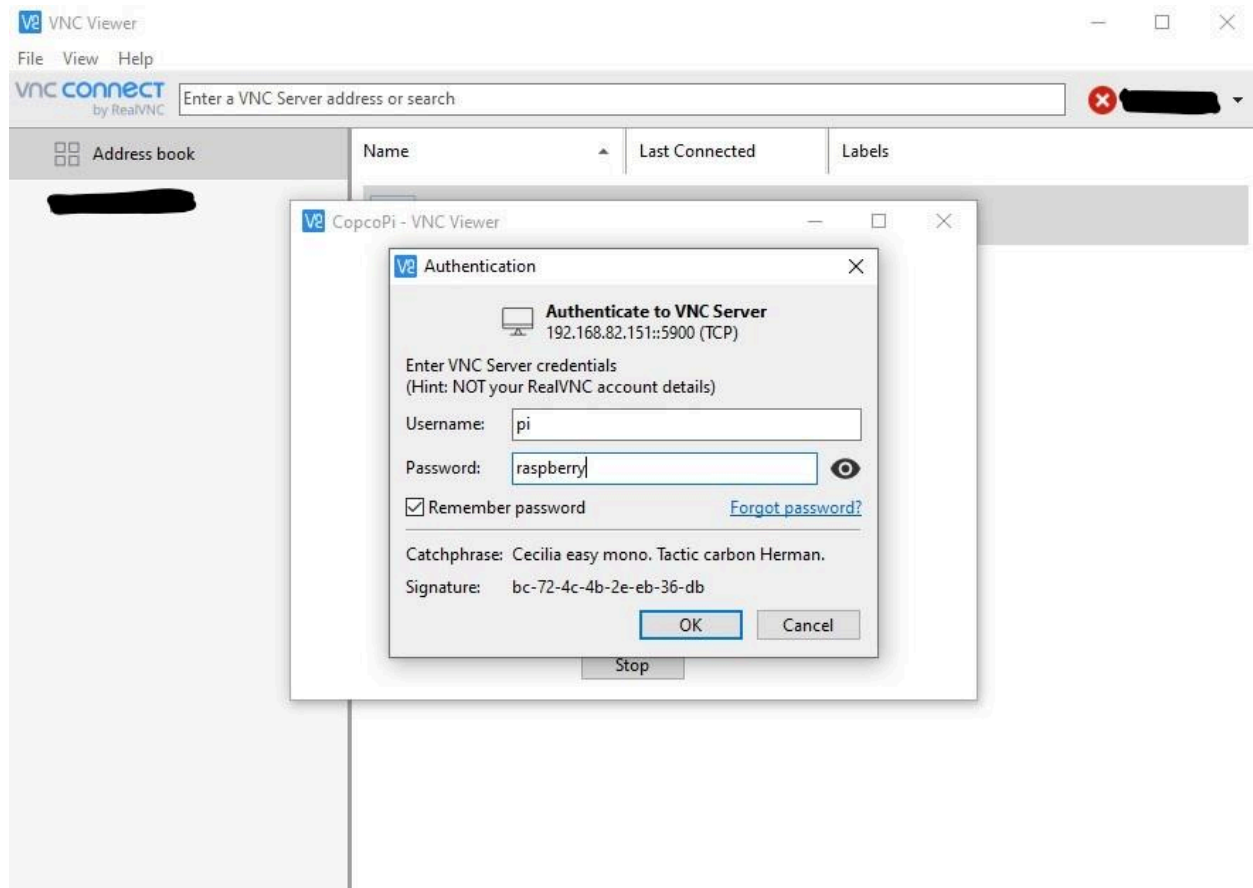 VNC Viewer
File View Help
vnc connect
by RealVNC
Enter a VNC Server address or search
Address book
Name
Last Connected
Labels
CopcoPi - VNC Viewer
Authentication
Authenticate to VNC Server
192.168.82.151::5900 (TCP)
Enter VNC Server credentials
(Hint: NOT your RealVNC account details)
Username: pi
Password: raspberry
Remember password Forgot password?
Catchphrase: Cecilia easy mono. Tactic carbon Herman.
Signature: bc-72-4c-4b-2e-eb-36-db
OK Cancel
Stop